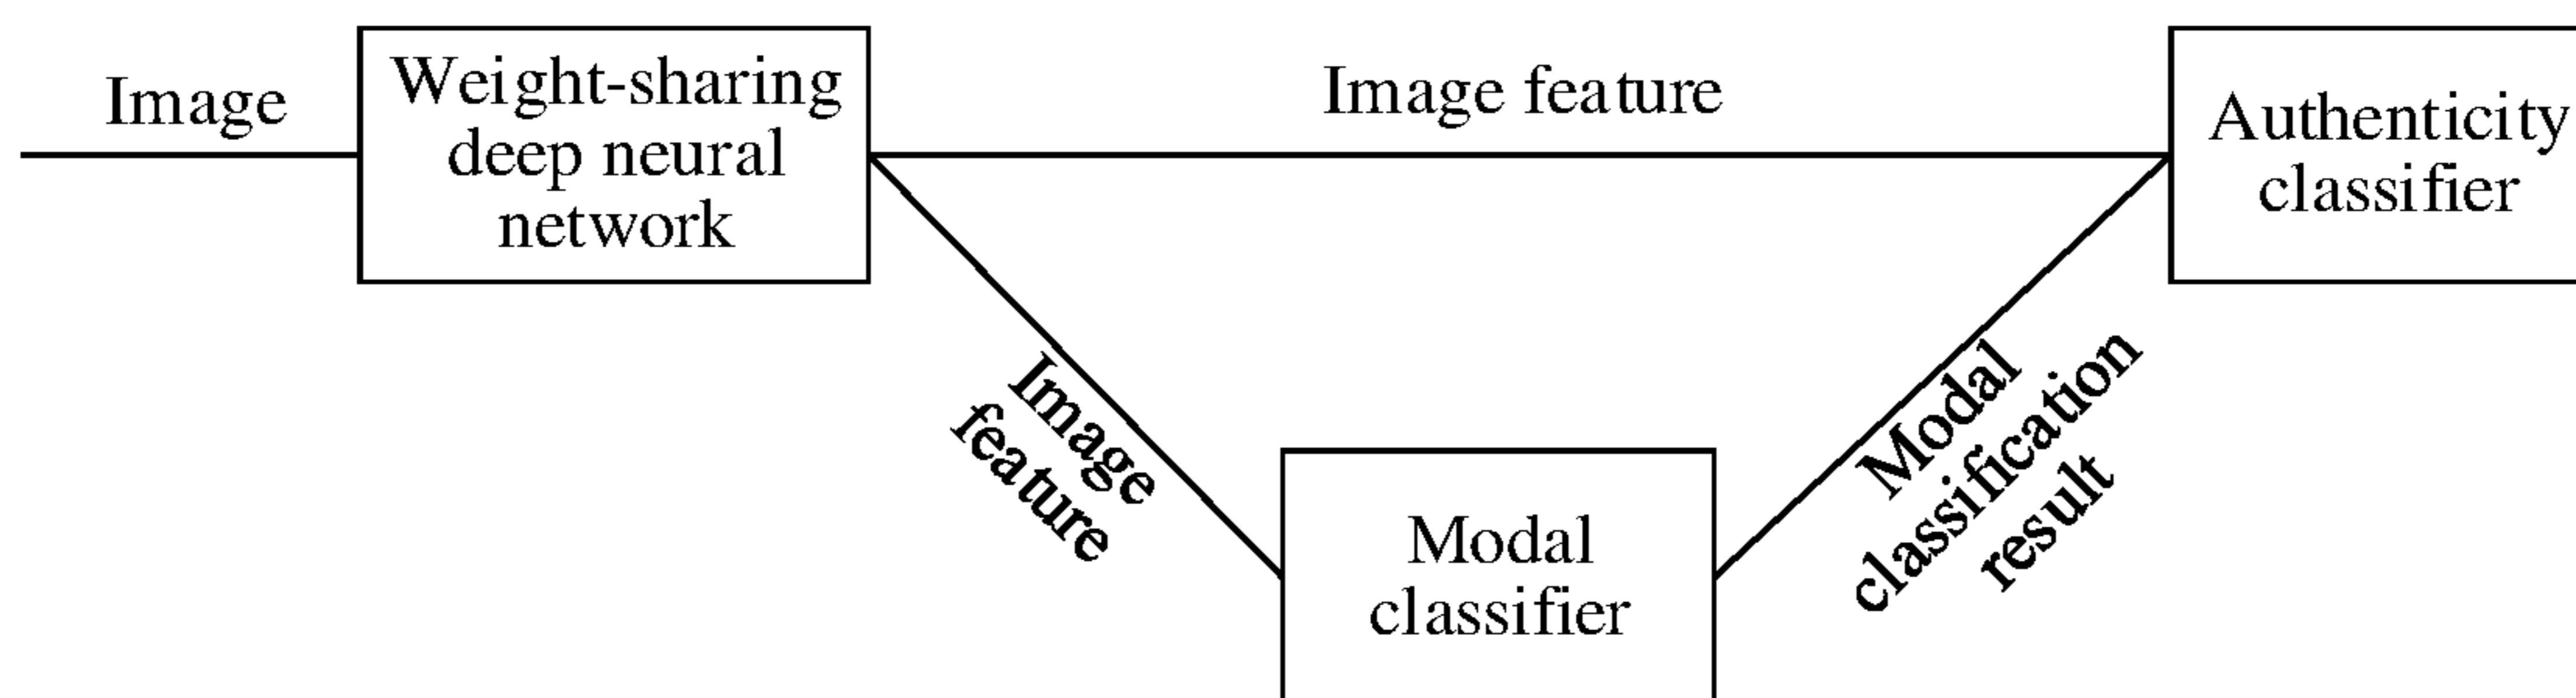 Image
Weight-sharing
deep neural
network
Image feature
Authenticity
classifier
Image
feature
Modal
classification
result
Modal
classifier